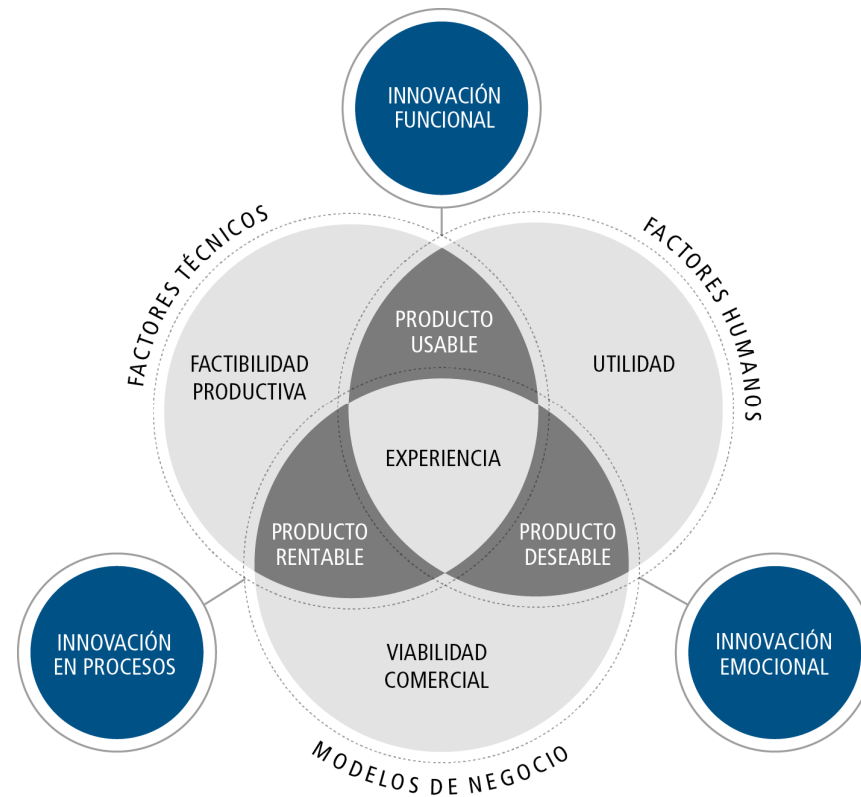 INNOVACIÓN
FUNCIONAL
FACTORES TÉCNICOS
FACTORES HUMANOS
PRODUCTO
USABLE
FACTIBILIDAD
PRODUCTIVA
UTILIDAD
EXPERIENCIA
PRODUCTO
RENTABLE
PRODUCTO
DESEABLE
INNOVACIÓN
EN PROCESOS
VIABILIDAD
COMERCIAL
INNOVACIÓN
EMOCIONAL
MODELOS DE NEGOCIO